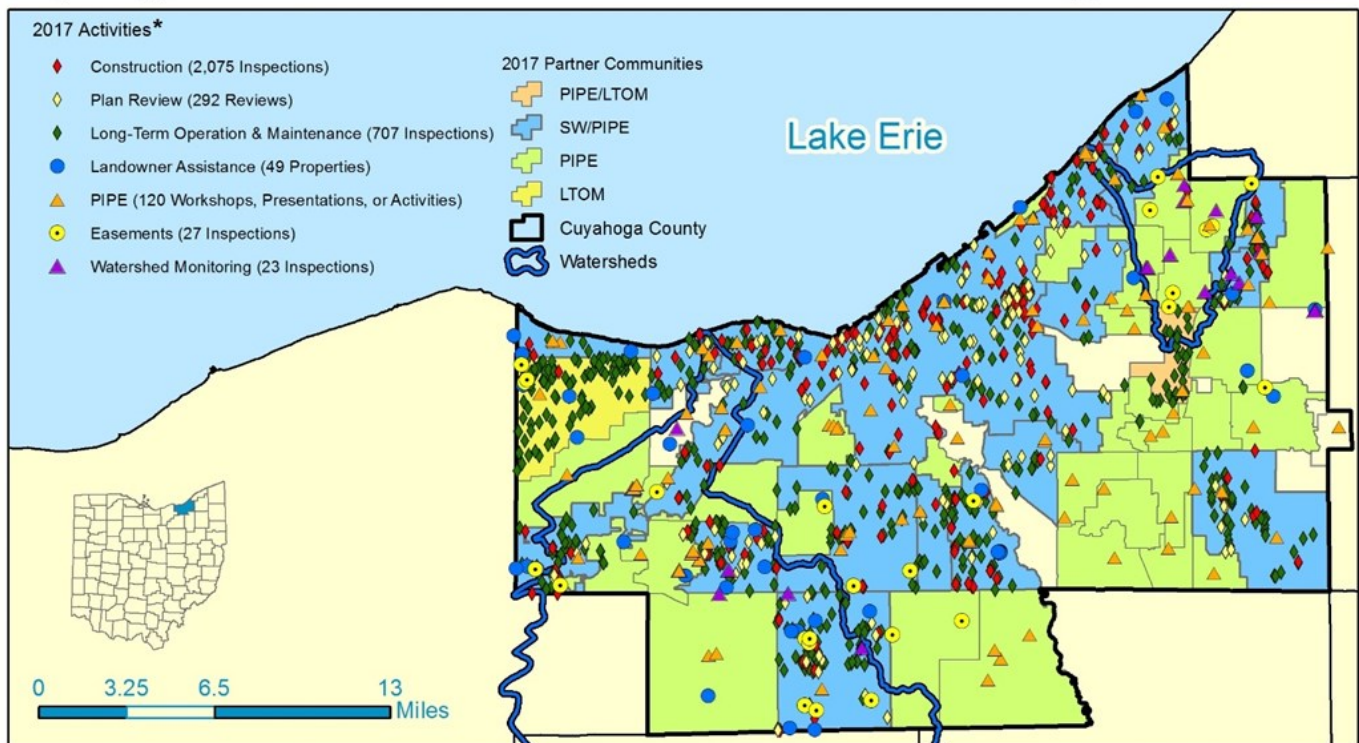 2017 Activities*
Construction (2,075 Inspections)
Plan Review (292 Reviews)
Long-Term Operation & Maintenance (707 Inspections)
Landowner Assistance (49 Properties)
PIPE (120 Workshops, Presentations, or Activities)
Easements (27 Inspections)
Watershed Monitoring (23 Inspections)
2017 Partner Communities
PIPE/LTOM
SW/PIPE
PIPE
LTOM
Cuyahoga County
Watersheds
Lake Erie
0 3.25 6.5 13
Miles